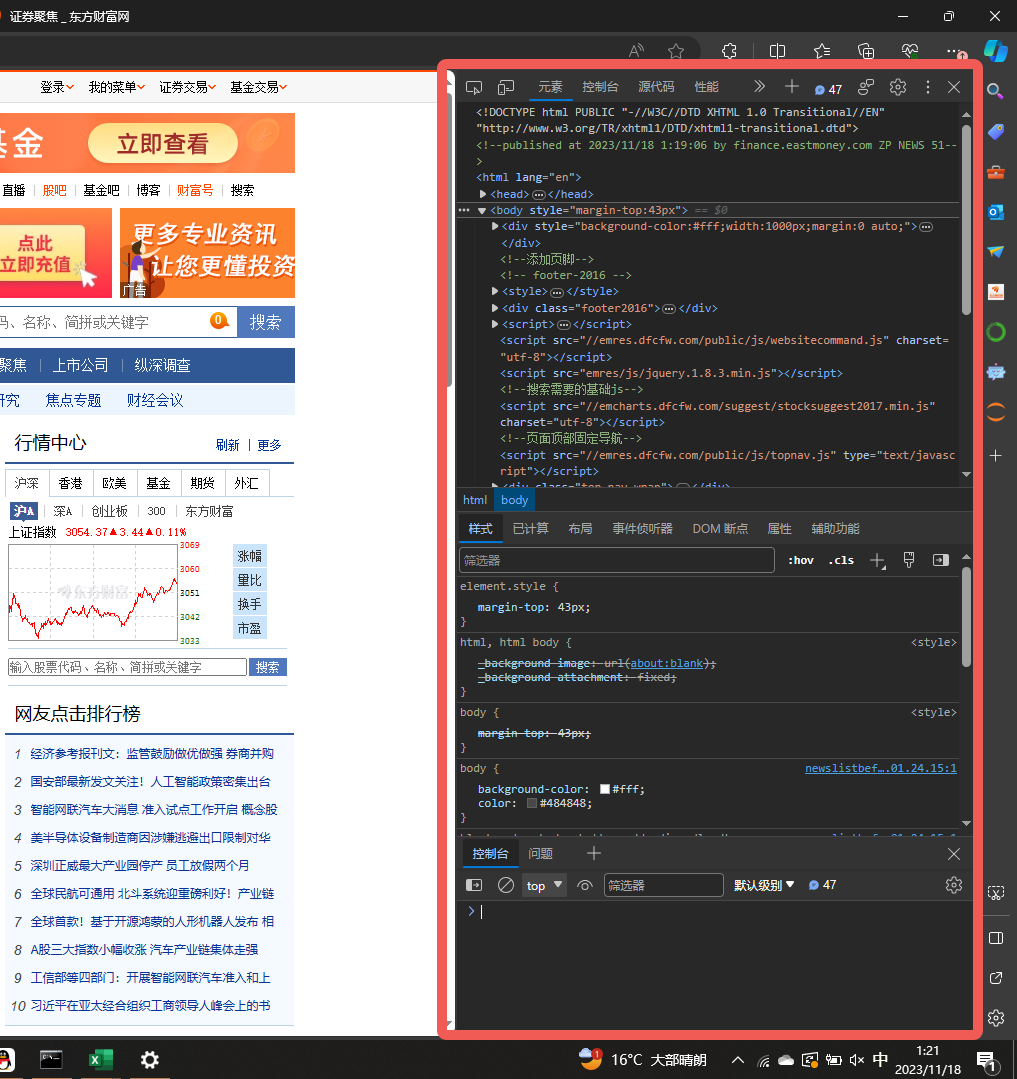 证券聚焦 _ 东方财富网
登录 我的菜单 证券交易 基金交易
基金 立即查看
直播 股吧 基金吧 博客 财富号 搜索
点此
立即充值
更多专业资讯
让您更懂投资
广告
码、名称、简拼或关键字 0 搜索
聚焦 上市公司 纵深调查
研究 焦点专题 财经会议
行情中心 刷新 更多
沪深 香港 欧美 基金 期货 外汇
沪A 深A 创业板 300 东方财富
上证指数 3054.37▲3.44▲0.11%
3069
3060
3051
3042
3033
东方财富
涨幅
量比
换手
市盈
输入股票代码、名称、简拼或关键字 搜索
网友点击排行榜
1 经济参考报刊文：监管鼓励做优做强 券商并购
2 国安部最新发文关注！人工智能政策密集出台
3 智能网联汽车大消息 准入试点工作开启 概念股
4 美半导体设备制造商因涉嫌逃避出口限制对华
5 深圳正威最大产业园停产 员工放假两个月
6 全球民航可通用 北斗系统迎重磅利好！产业链
7 全球首款！基于开源鸿蒙的人形机器人发布 相
8 A股三大指数小幅收涨 汽车产业链集体走强
9 工信部等四部门：开展智能网联汽车准入和上
10 习近平在亚太经合组织工商领导人峰会上的书
元素 控制台 源代码 性能 47
<!DOCTYPE html PUBLIC "-//W3C//DTD XHTML 1.0 Transitional//EN"
"http://www.w3.org/TR/xhtml1/DTD/xhtml1-transitional.dtd">
<!--published at 2023/11/18 1:19:06 by finance.eastmoney.com ZP NEWS 51--
>
<html lang="en">
▶<head>…</head>
… ▼<body style="margin-top:43px"> == $0
▶<div style="background-color:#fff;width:1000px;margin:0 auto;">…
</div>
<!--添加页脚-->
<!-- footer-2016 -->
▶<style>…</style>
▶<div class="footer2016">…</div>
▶<script>…</script>
<script src="//emres.dfcfw.com/public/js/websitecommand.js" charset=
"utf-8"></script>
<script src="emres/js/jquery.1.8.3.min.js"></script>
<!--搜索需要的基础js-->
<script src="//emcharts.dfcfw.com/suggest/stocksuggest2017.min.js"
charset="utf-8"></script>
<!--页面顶部固定导航-->
<script src="//emres.dfcfw.com/public/js/topnav.js" type="text/javasc
ript"></script>
▶<div class="top-nav-wrap">…</div>
html body
样式 已计算 布局 事件侦听器 DOM 断点 属性 辅助功能
筛选器 :hov .cls
element.style {
margin-top: 43px;
}
html, html body { <style>
_background-image: url(about:blank);
_background-attachment: fixed;
}
body { <style>
margin-top: 43px;
}
body { newslistbef….01.24.15:1
background-color: #fff;
color: #484848;
}
控制台 问题
top 筛选器 默认级别 47
>
16°C 大部晴朗 中 1:21
2023/11/18
1
1